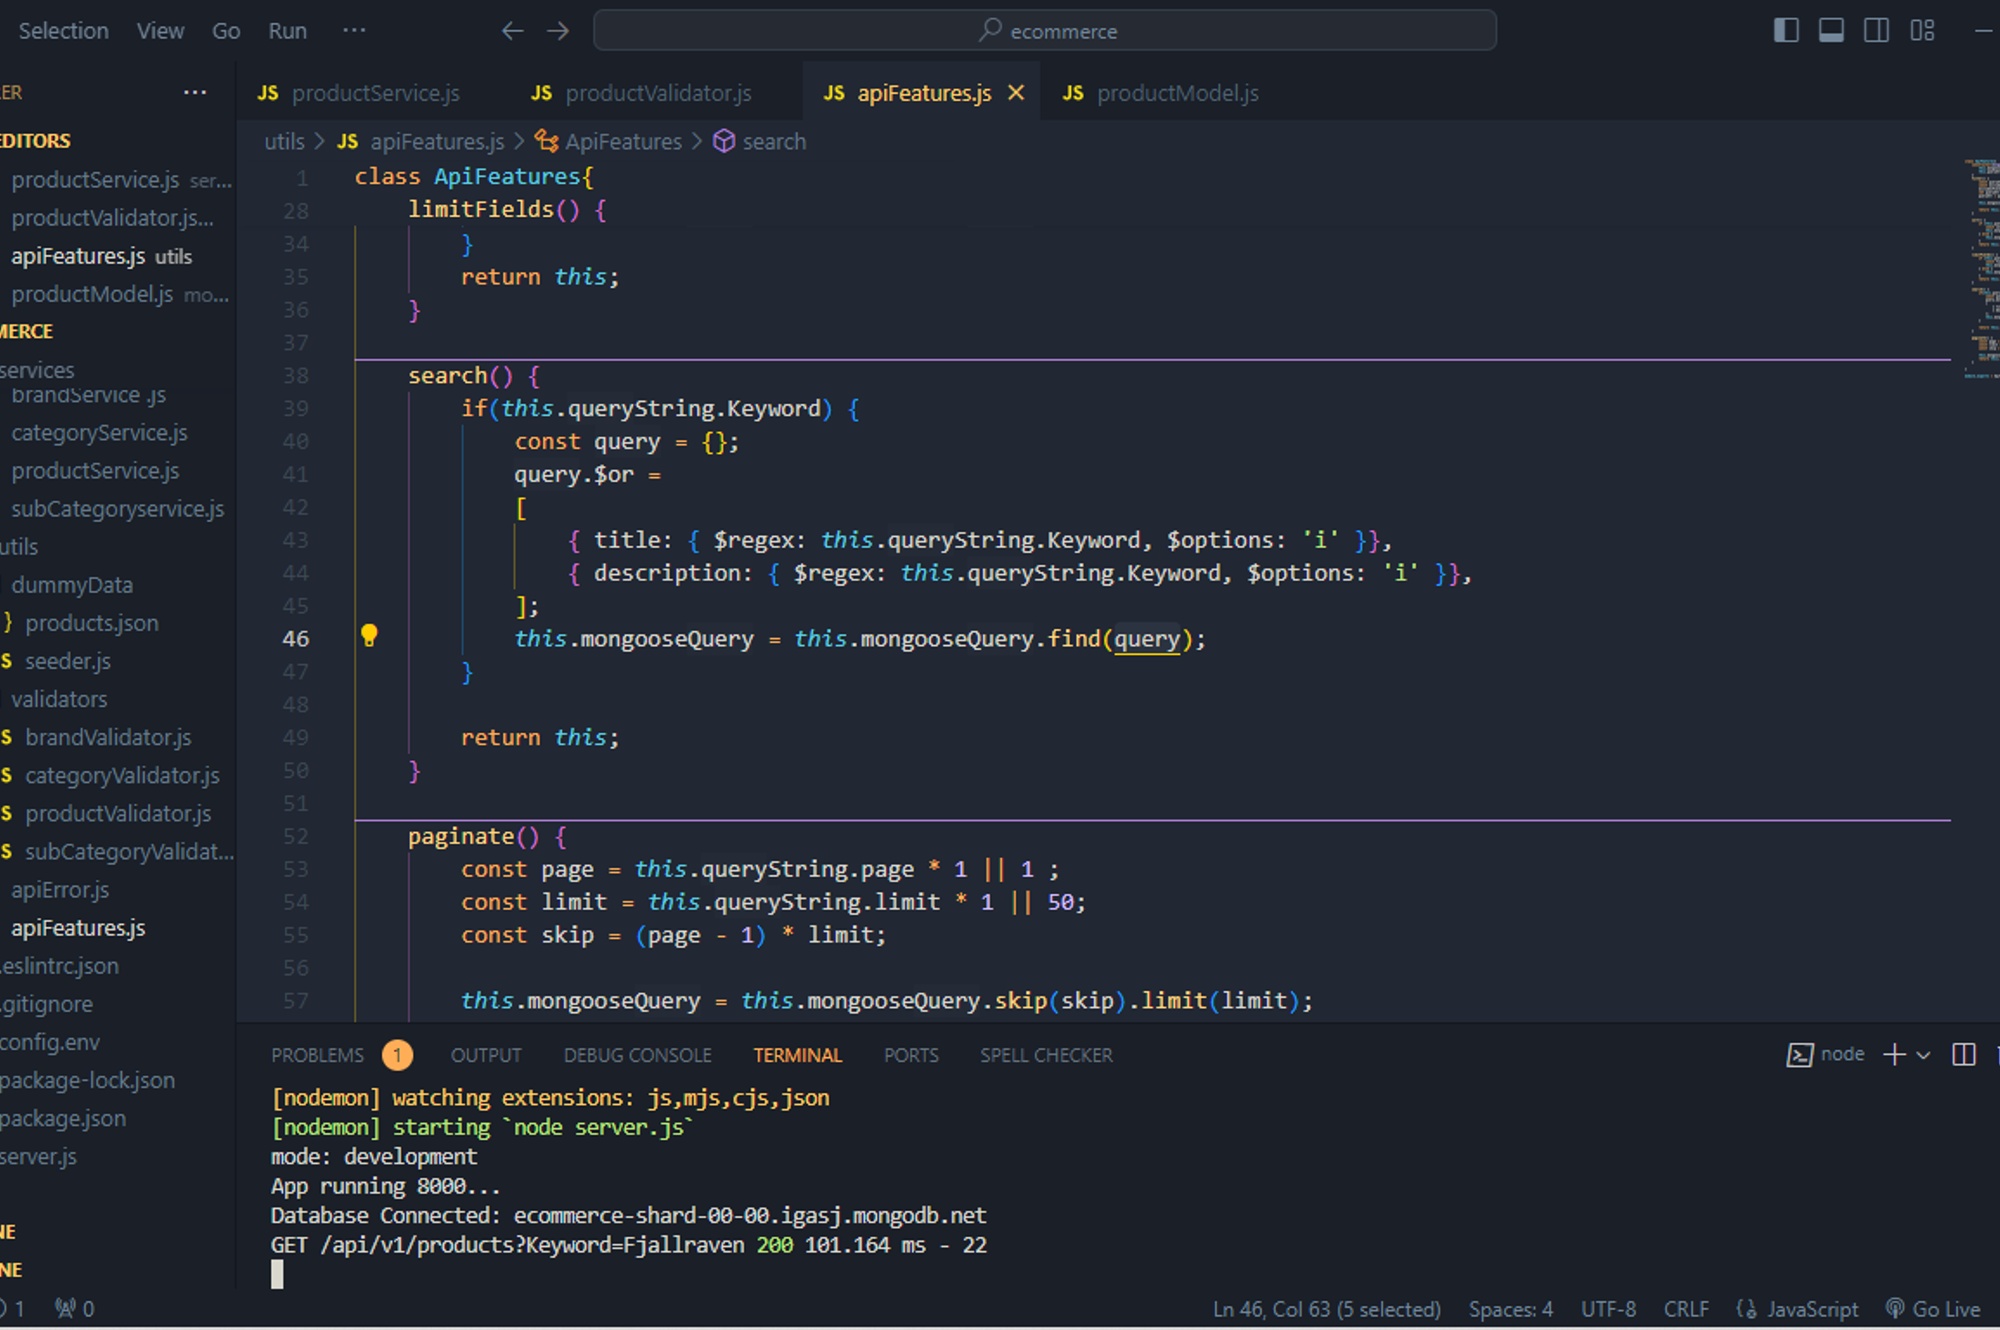 Selection View Go Run ···
ecommerce
ER ···
JS productService.js JS productValidator.js JS apiFeatures.js JS productModel.js
EDITORS
productService.js ser...
productValidator.js...
apiFeatures.js utils
productModel.js mo...
MERCE
services
brandService .js
categoryService.js
productService.js
subCategoryservice.js
utils
dummyData
} products.json
S seeder.js
validators
S brandValidator.js
S categoryValidator.js
S productValidator.js
S subCategoryValidat...
apiError.js
apiFeatures.js
.eslintrc.json
.gitignore
config.env
package-lock.json
package.json
server.js
NE
NE
utils > JS apiFeatures.js > ApiFeatures > search
1 class ApiFeatures{
28 limitFields() {
34 }
35 return this;
36 }
37
38 search() {
39 if(this.queryString.Keyword) {
40 const query = {};
41 query.$or =
42 [
43 { title: { $regex: this.queryString.Keyword, $options: 'i' }},
44 { description: { $regex: this.queryString.Keyword, $options: 'i' }},
45 ];
46 this.mongooseQuery = this.mongooseQuery.find(query);
47 }
48
49 return this;
50 }
51
52 paginate() {
53 const page = this.queryString.page * 1 || 1 ;
54 const limit = this.queryString.limit * 1 || 50;
55 const skip = (page - 1) * limit;
56
57 this.mongooseQuery = this.mongooseQuery.skip(skip).limit(limit);
PROBLEMS 1 OUTPUT DEBUG CONSOLE TERMINAL PORTS SPELL CHECKER node
[nodemon] watching extensions: js,mjs,cjs,json
[nodemon] starting `node server.js`
mode: development
App running 8000...
Database Connected: ecommerce-shard-00-00.igasj.mongodb.net
GET /api/v1/products?Keyword=Fjallraven 200 101.164 ms - 22
1 0 Ln 46, Col 63 (5 selected) Spaces: 4 UTF-8 CRLF JavaScript Go Live